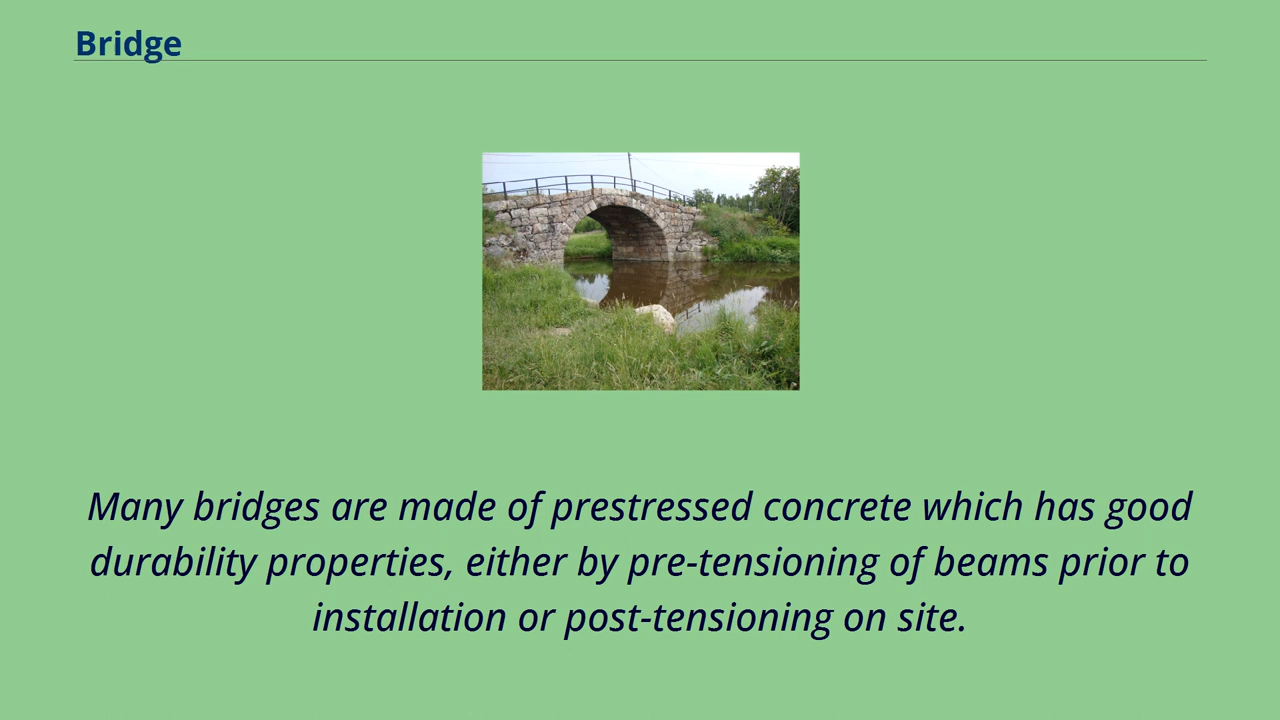 Bridge
Many bridges are made of prestressed concrete which has good
durability properties, either by pre-tensioning of beams prior to
installation or post-tensioning on site.